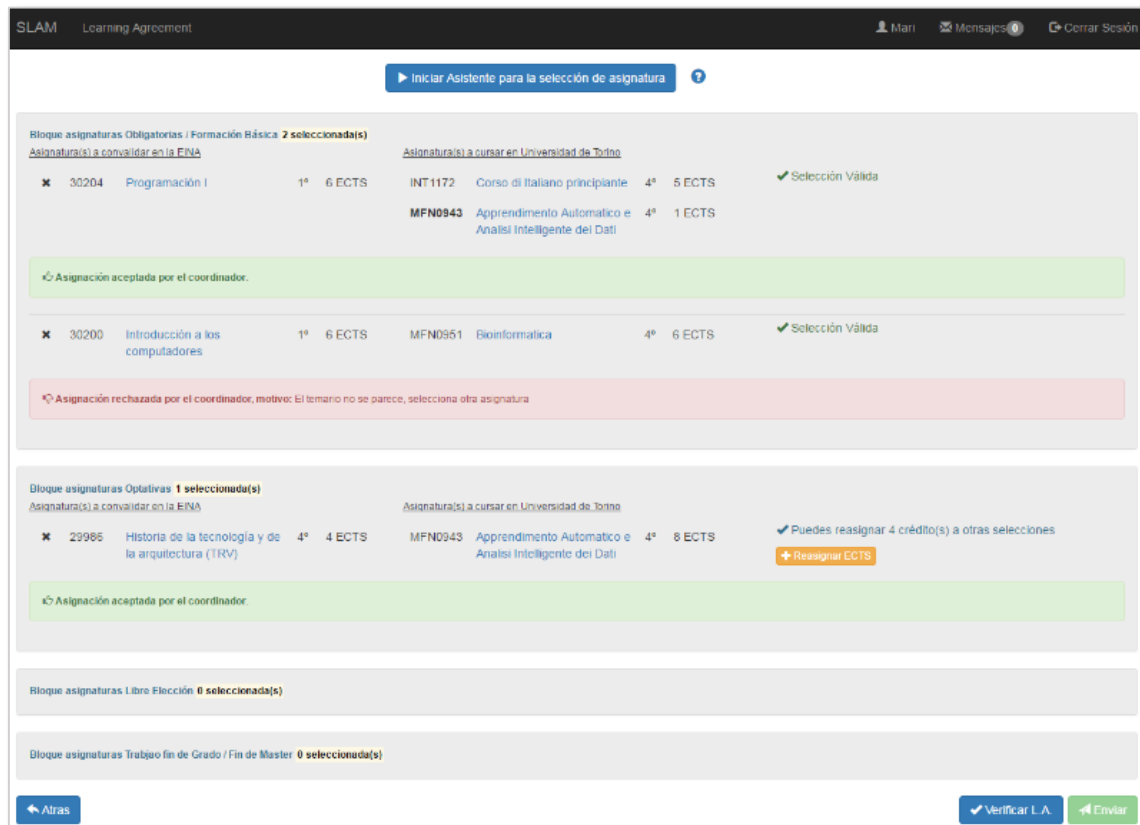 SLAM Learning Agreement Mari Mensajes 0 Cerrar Sesión
Iniciar Asistente para la selección de asignatura ?
Bloque asignaturas Obligatorias / Formación Básica 2 seleccionada(s)
Asignatura(s) a convalidar en la EINA Asignatura(s) a cursar en Universidad de Torino
30204 Programación I 1º 6 ECTS INT1172 Corso di Italiano principiante 4º 5 ECTS Selección Válida
MFN0943 Apprendimento Automatico e 4º 1 ECTS
Analisi Intelligente dei Dati
Asignación aceptada por el coordinador.
30200 Introducción a los 1º 6 ECTS MFN0951 Bioinformatica 4º 6 ECTS Selección Válida
computadores
Asignación rechazada por el coordinador, motivo: El temario no se parece, selecciona otra asignatura
Bloque asignaturas Optativas 1 seleccionada(s)
Asignatura(s) a convalidar en la EINA Asignatura(s) a cursar en Universidad de Torino
29986 Historia de la tecnología y de 4º 4 ECTS MFN0943 Apprendimento Automatico e 4º 8 ECTS Puedes reasignar 4 crédito(s) a otras selecciones
la arquitectura (TRV) Analisi Intelligente dei Dati Reasignar ECTS
Asignación aceptada por el coordinador.
Bloque asignaturas Libre Elección 0 seleccionada(s)
Bloque asignaturas Trabjao fin de Grado / Fin de Master 0 seleccionada(s)
Atras Verificar L.A. Enviar